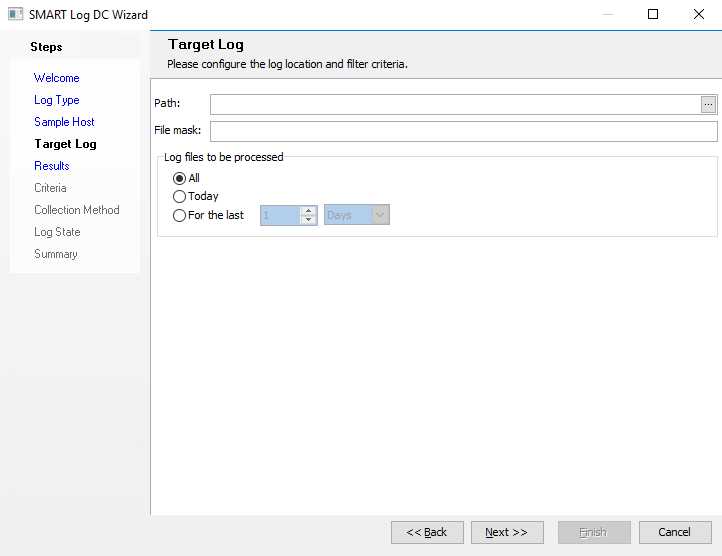 SMART Log DC Wizard
Steps
Welcome
Log Type
Sample Host
Target Log
Results
Criteria
Collection Method
Log State
Summary
Target Log
Please configure the log location and filter criteria.
Path:
...
File mask:
Log files to be processed
All
Today
For the last 1 Days
<< Back Next >> Finish Cancel